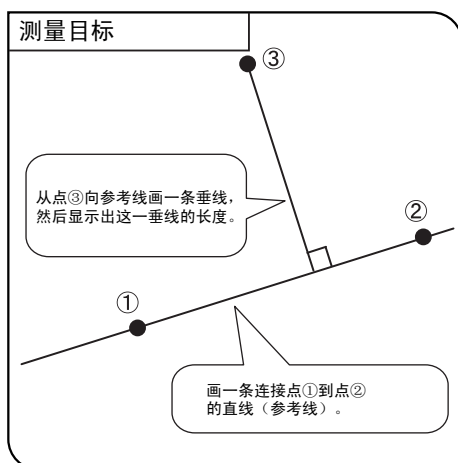 测量目标
③
从点③向参考线画一条垂线，
然后显示出这一垂线的长度。
②
①
画一条连接点①到点②
的直线（参考线）。